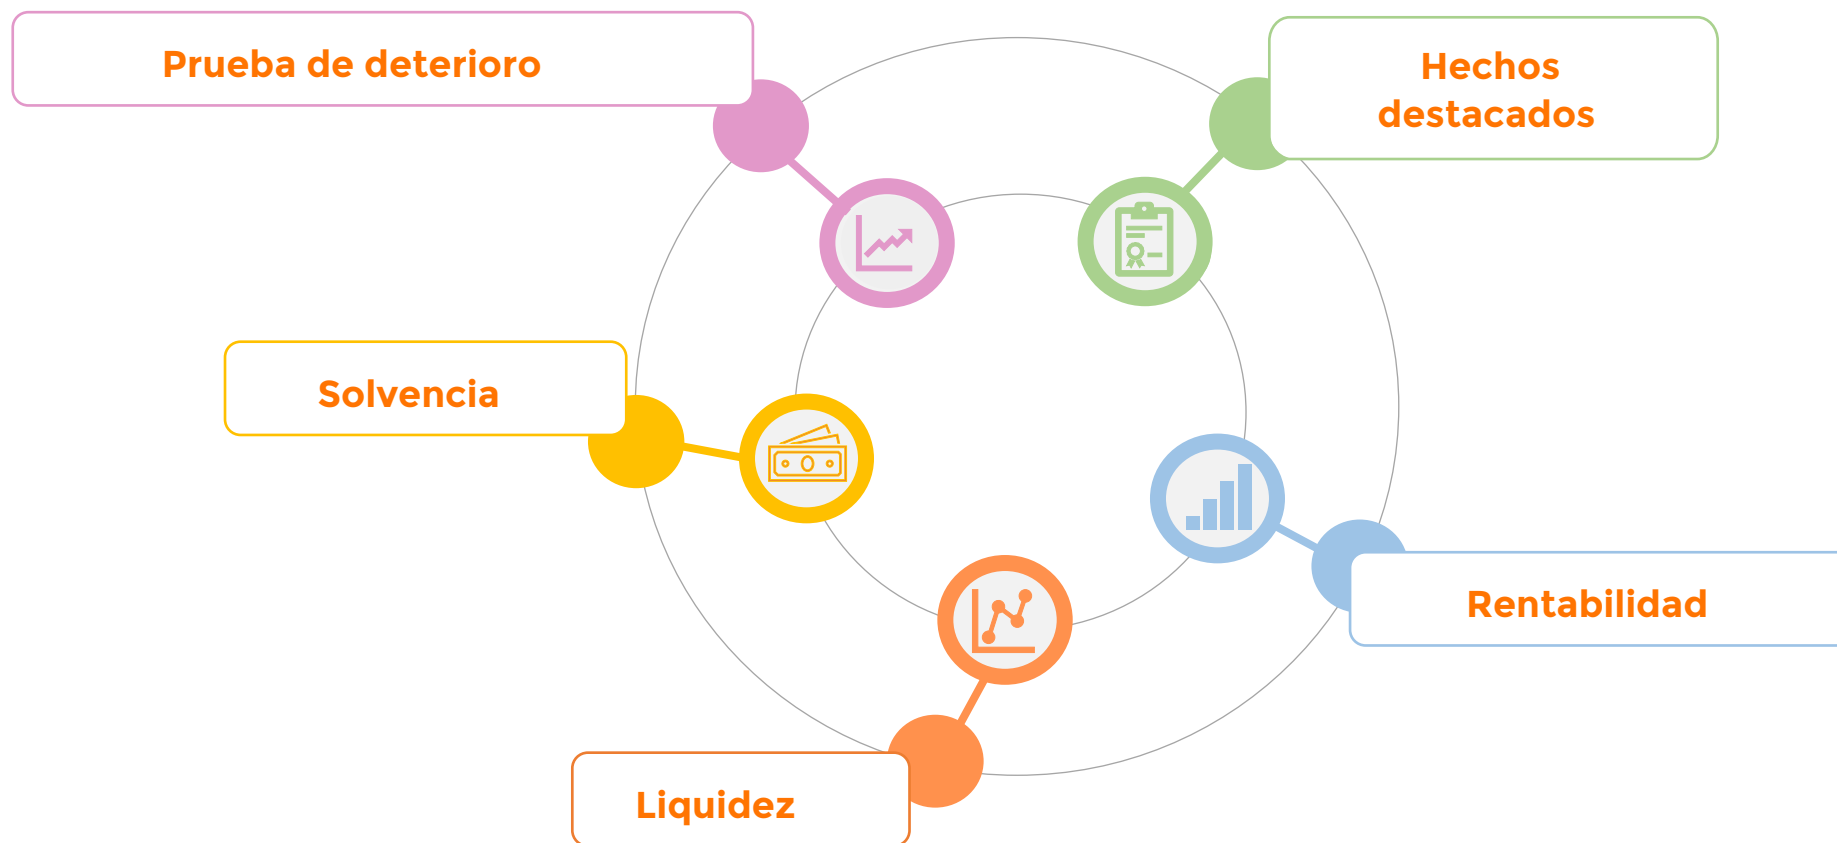 Prueba de deterioro
Hechos
destacados
Solvencia
Rentabilidad
Liquidez